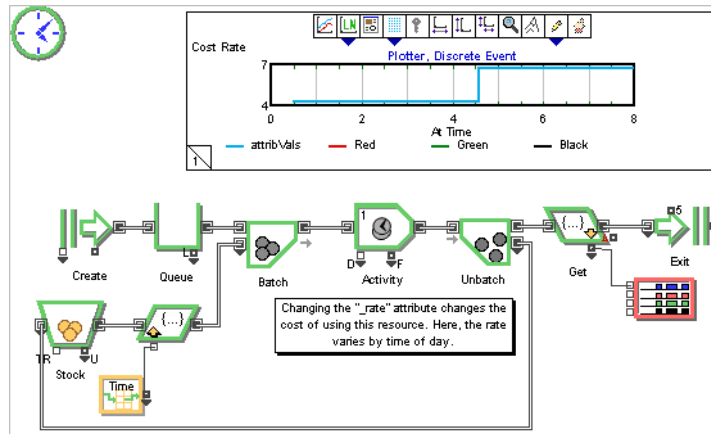 LN
Cost Rate
Plotter, Discrete Event
7
4
0 2 4 6 8
At Time
attribVals Red Green Black
1
Create
Queue
L
Batch
1
D F
Activity
Unbatch
{...}
Get
5
Exit
Changing the "_rate" attribute changes the
cost of using this resource. Here, the rate
varies by time of day.
TR U
Stock
{...}
Time